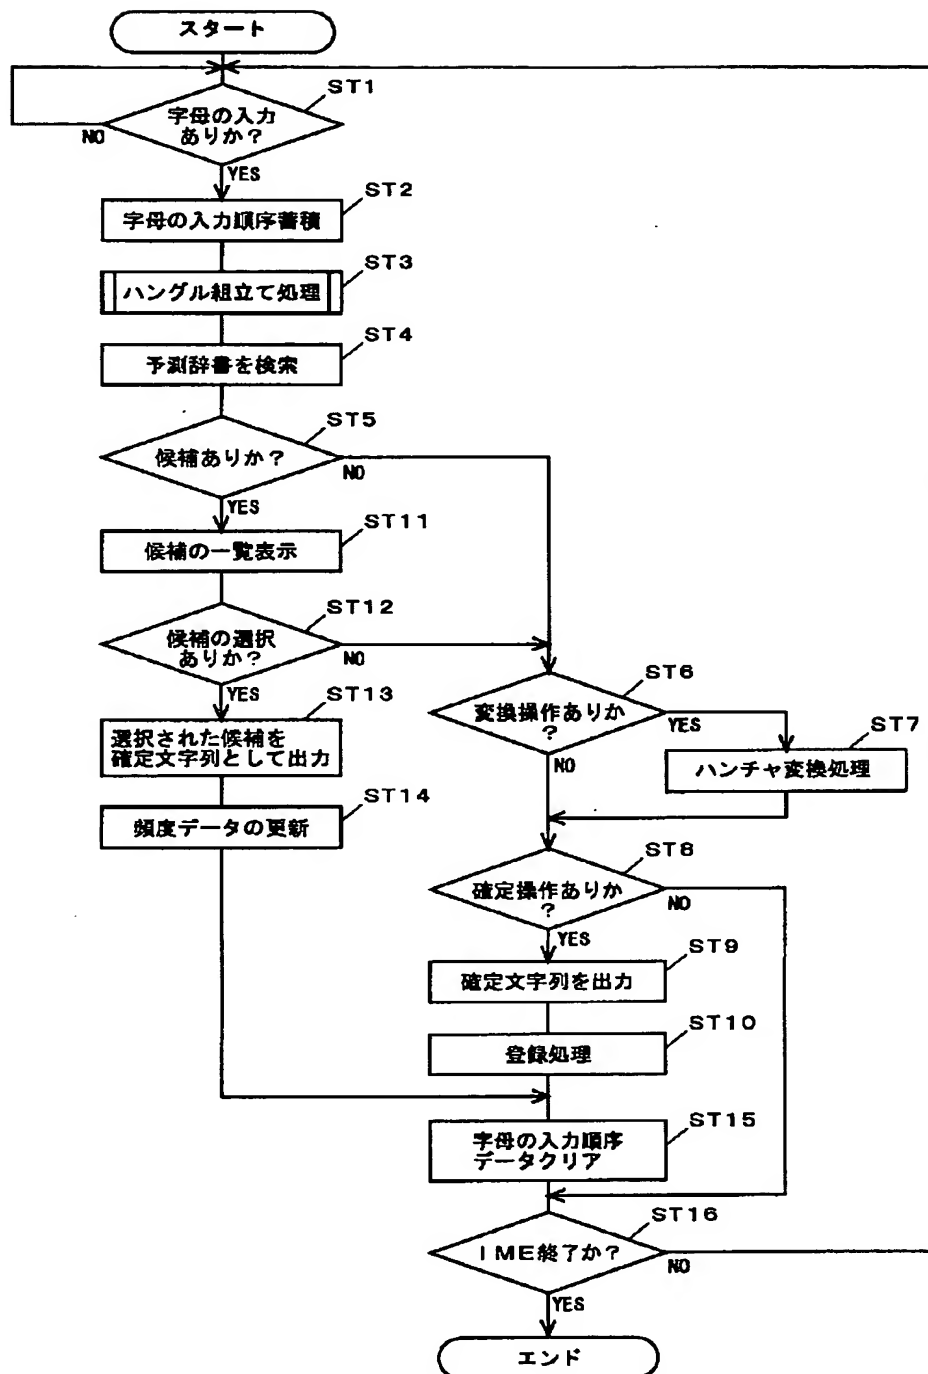 スタート
ST1
字母の入力
ありか?
NO
YES
ST2
字母の入力順序蓄積
ST3
ハングル組立て処理
ST4
予測辞書を検索
ST5
候補ありか?
NO
YES
ST11
候補の一覧表示
ST12
候補の選択
ありか?
NO
YES
ST13
選択された候補を
確定文字列として出力
ST14
頻度データの更新
ST6
変換操作ありか
?
YES
NO
ST7
ハンチャ変換処理
ST8
確定操作ありか
?
NO
YES
ST9
確定文字列を出力
ST10
登録処理
ST15
字母の入力順序
データクリア
ST16
IME終了か?
NO
YES
エンド